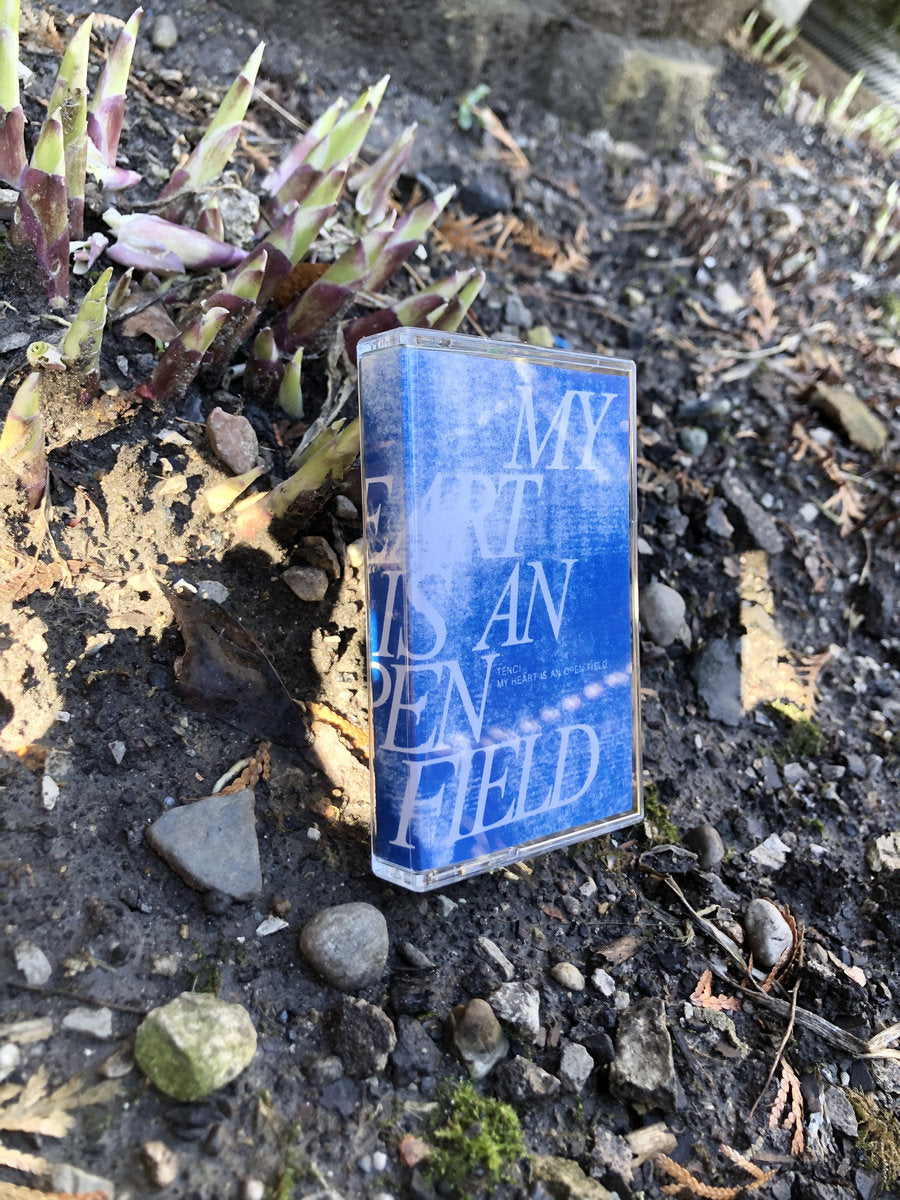 MY
EART
IS AN
PEN
FIELD
TENCI
MY HEART IS AN OPEN FIELD